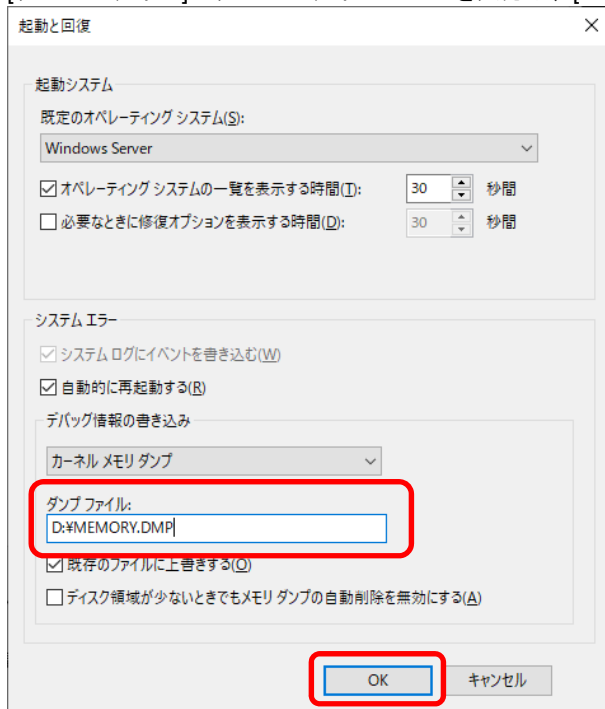 起動と回復
起動システム
既定のオペレーティング システム(S):
Windows Server
オペレーティング システムの一覧を表示する時間(T): 30 秒間
必要なときに修復オプションを表示する時間(D): 30 秒間
システム エラー
システム ログにイベントを書き込む(W)
自動的に再起動する(R)
デバッグ情報の書き込み
カーネル メモリ ダンプ
ダンプ ファイル:
D:¥MEMORY.DMP
既存のファイルに上書きする(O)
ディスク領域が少ないときでもメモリ ダンプの自動削除を無効にする(A)
OK キャンセル